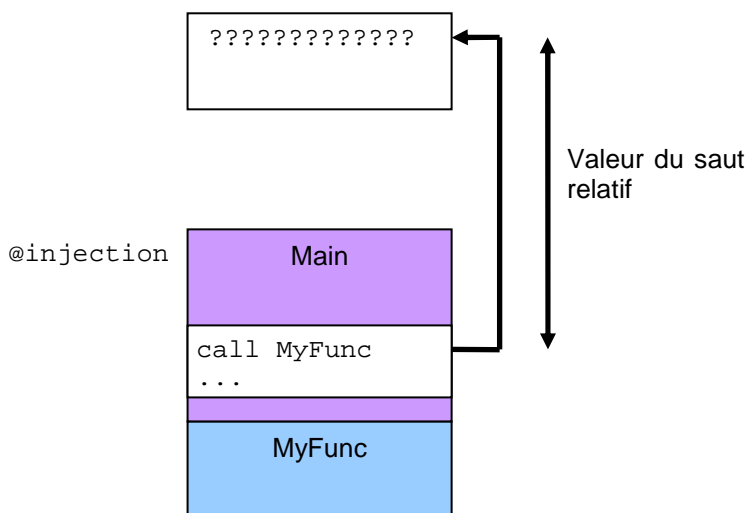 ?????????????
Valeur du saut
relatif
@injection
Main
call MyFunc
...
MyFunc